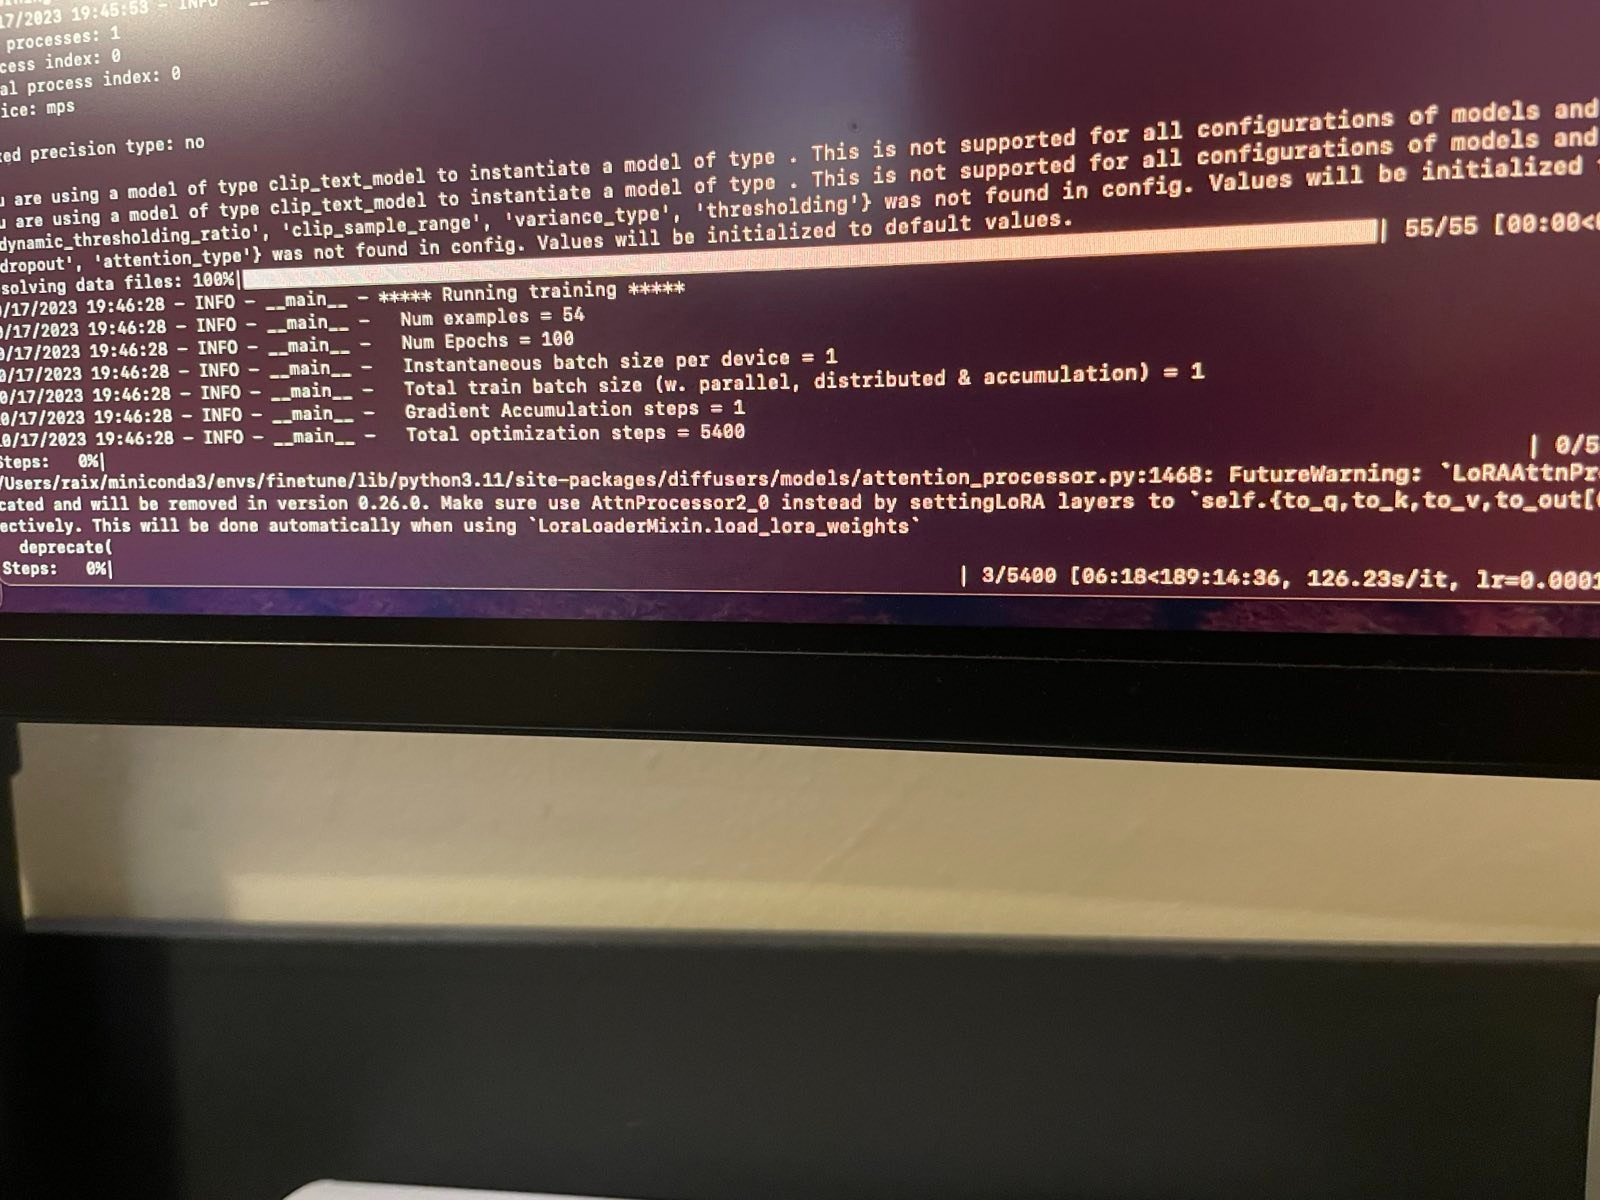 17/2023 19:45:53 - INFO - __
processes: 1
cess index: 0
al process index: 0
ice: mps
ed precision type: no
u are using a model of type clip_text_model to instantiate a model of type . This is not supported for all configurations of models and
u are using a model of type clip_text_model to instantiate a model of type . This is not supported for all configurations of models and
dynamic_thresholding_ratio', 'clip_sample_range', 'variance_type', 'thresholding'} was not found in config. Values will be initialized
dropout', 'attention_type'} was not found in config. Values will be initialized to default values.
solving data files: 100%| | 55/55 [00:00<
0/17/2023 19:46:28 - INFO - __main__ - ***** Running training *****
0/17/2023 19:46:28 - INFO - __main__ - Num examples = 54
0/17/2023 19:46:28 - INFO - __main__ - Num Epochs = 100
0/17/2023 19:46:28 - INFO - __main__ - Instantaneous batch size per device = 1
0/17/2023 19:46:28 - INFO - __main__ - Total train batch size (w. parallel, distributed & accumulation) = 1
0/17/2023 19:46:28 - INFO - __main__ - Gradient Accumulation steps = 1
0/17/2023 19:46:28 - INFO - __main__ - Total optimization steps = 5400
Steps: 0%| | 0/5
/Users/raix/miniconda3/envs/finetune/lib/python3.11/site-packages/diffusers/models/attention_processor.py:1468: FutureWarning: `LoRAAttnPr
cated and will be removed in version 0.26.0. Make sure use AttnProcessor2_0 instead by settingLoRA layers to `self.{to_q,to_k,to_v,to_out[
ectively. This will be done automatically when using `LoraLoaderMixin.load_lora_weights`
deprecate(
Steps: 0%| | 3/5400 [06:18<189:14:36, 126.23s/it, lr=0.0001